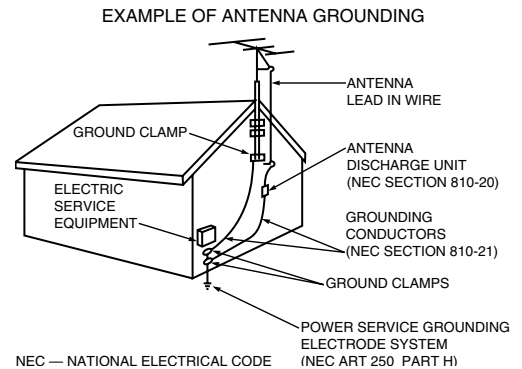 EXAMPLE OF ANTENNA GROUNDING
ANTENNA
LEAD IN WIRE
GROUND CLAMP
ANTENNA
DISCHARGE UNIT
(NEC SECTION 810-20)
ELECTRIC
SERVICE
EQUIPMENT
GROUNDING
CONDUCTORS
(NEC SECTION 810-21)
GROUND CLAMPS
POWER SERVICE GROUNDING
ELECTRODE SYSTEM
(NEC ART 250 PART H)
NEC — NATIONAL ELECTRICAL CODE